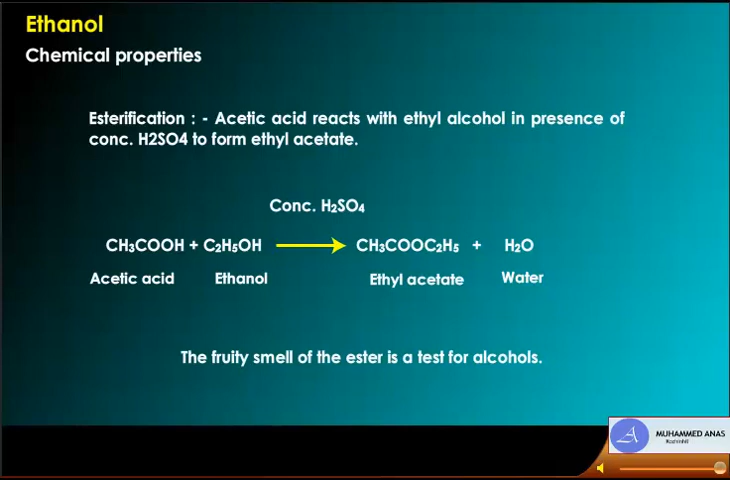 Ethanol
Chemical properties
Esterification : - Acetic acid reacts with ethyl alcohol in presence of
conc. H2SO4 to form ethyl acetate.
Conc. H₂SO₄
CH₃COOH + C₂H₅OH → CH₃COOC₂H₅ + H₂O
Acetic acid Ethanol Ethyl acetate Water
The fruity smell of the ester is a test for alcohols.
A MUHAMMED ANAS